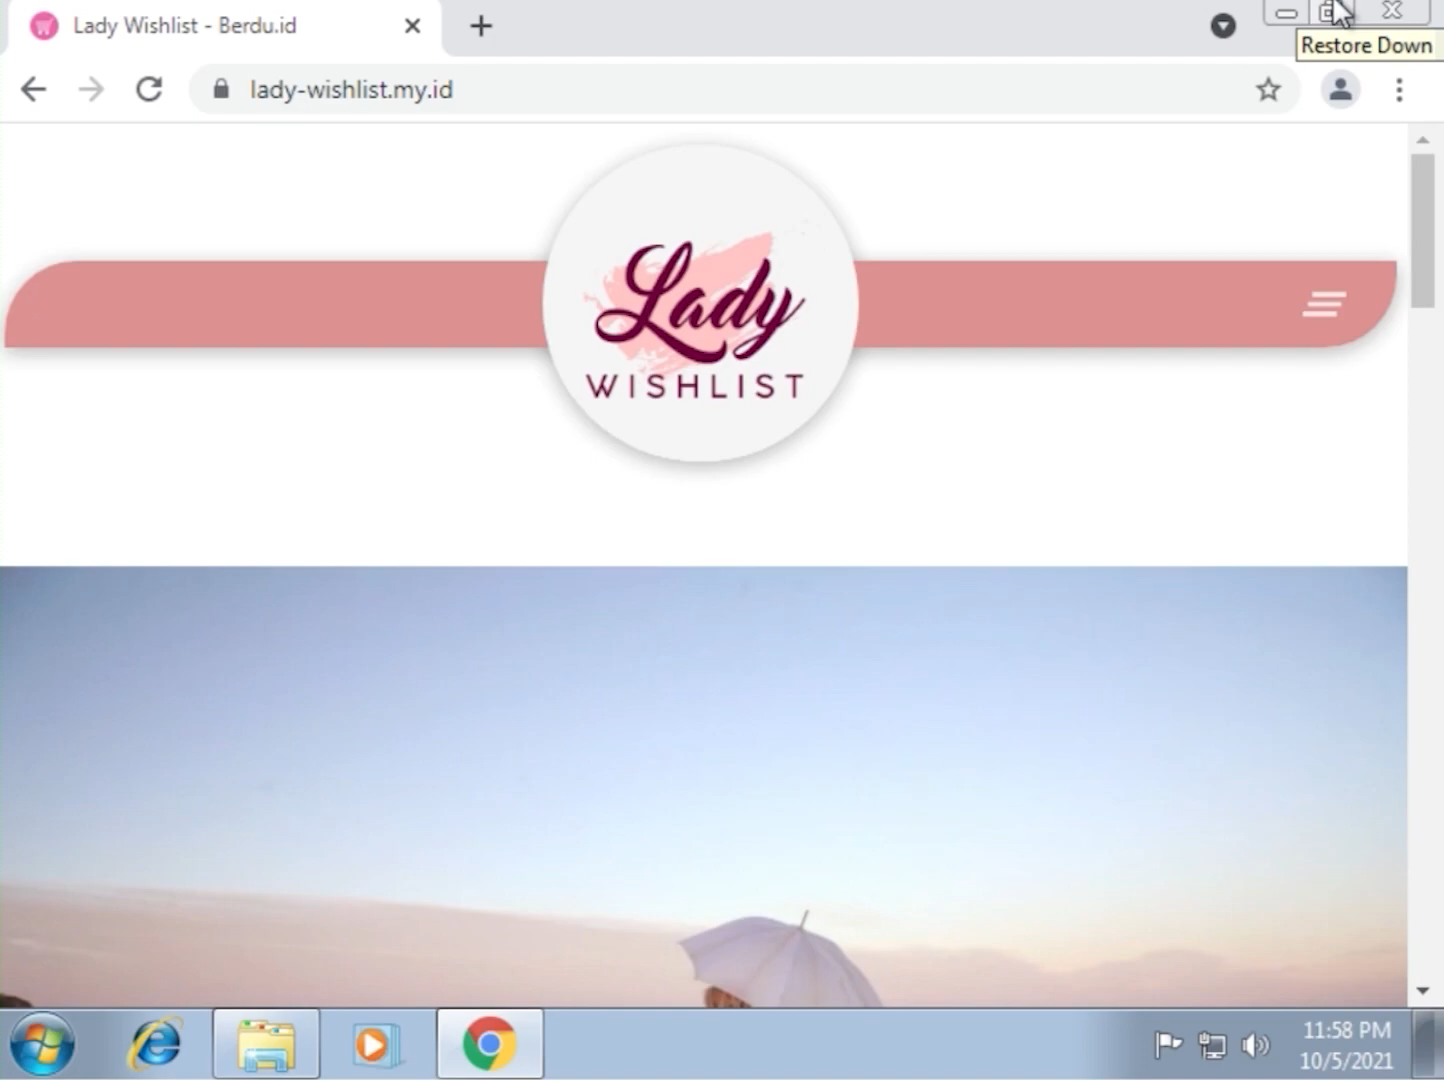 Lady Wishlist - Berdu.id
Restore Down
lady-wishlist.my.id
Lady
WISHLIST
11:58 PM
10/5/2021